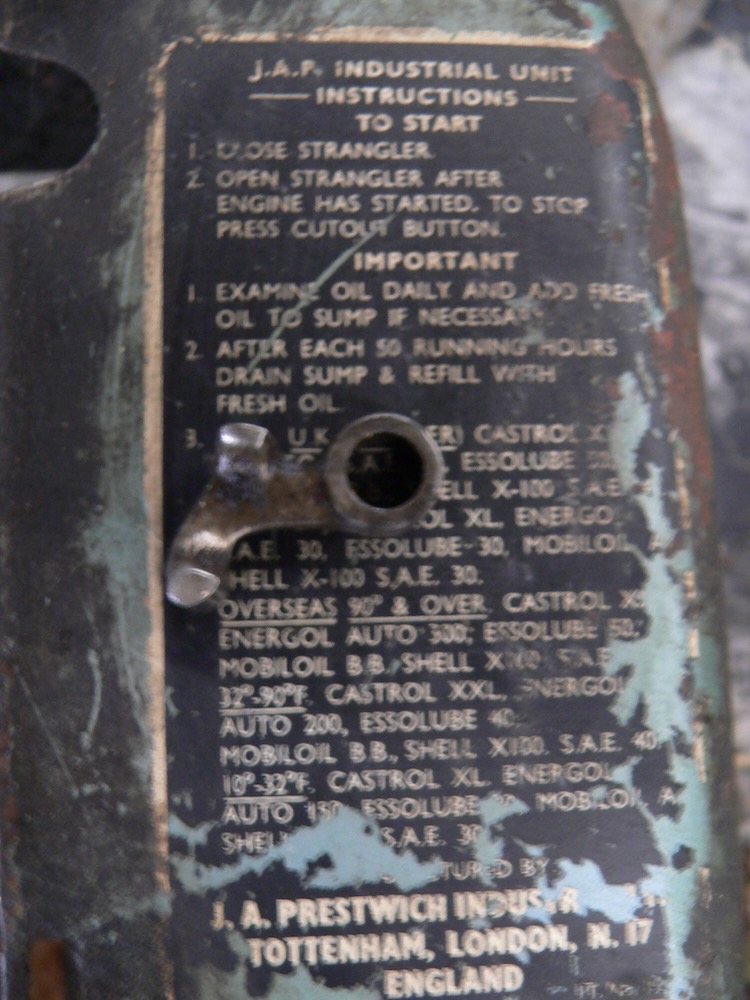 J.A.P. INDUSTRIAL UNIT
INSTRUCTIONS
TO START
1. CLOSE STRANGLER.
2. OPEN STRANGLER AFTER
ENGINE HAS STARTED. TO STOP
PRESS CUTOUT BUTTON.
IMPORTANT
1. EXAMINE OIL DAILY AND ADD FRESH
OIL TO SUMP IF NECESSARY
2. AFTER EACH 50 RUNNING HOURS
DRAIN SUMP & REFILL WITH
FRESH OIL.
3. U.K. CASTROL
ESSOLUBE
X-100 S.A.E.
XL, ENERGOL
S.A.E. 30, ESSOLUBE-30, MOBILOIL A,
SHELL X-100 S.A.E. 30.
OVERSEAS 90° & OVER. CASTROL
ENERGOL AUTO 300; ESSOLUBE 50;
MOBILOIL B.B., SHELL X100
32°-90°F. CASTROL XXL, ENERGOL
AUTO 200, ESSOLUBE 40.
MOBILOIL B.B., SHELL X100. S.A.E. 40
10°-32°F. CASTROL XL. ENERGOL
AUTO 150 ESSOLUBE MOBILOIL A,
SHELL S.A.E. 30
BY
J. A. PRESTWICH
TOTTENHAM, LONDON, N. 17
ENGLAND